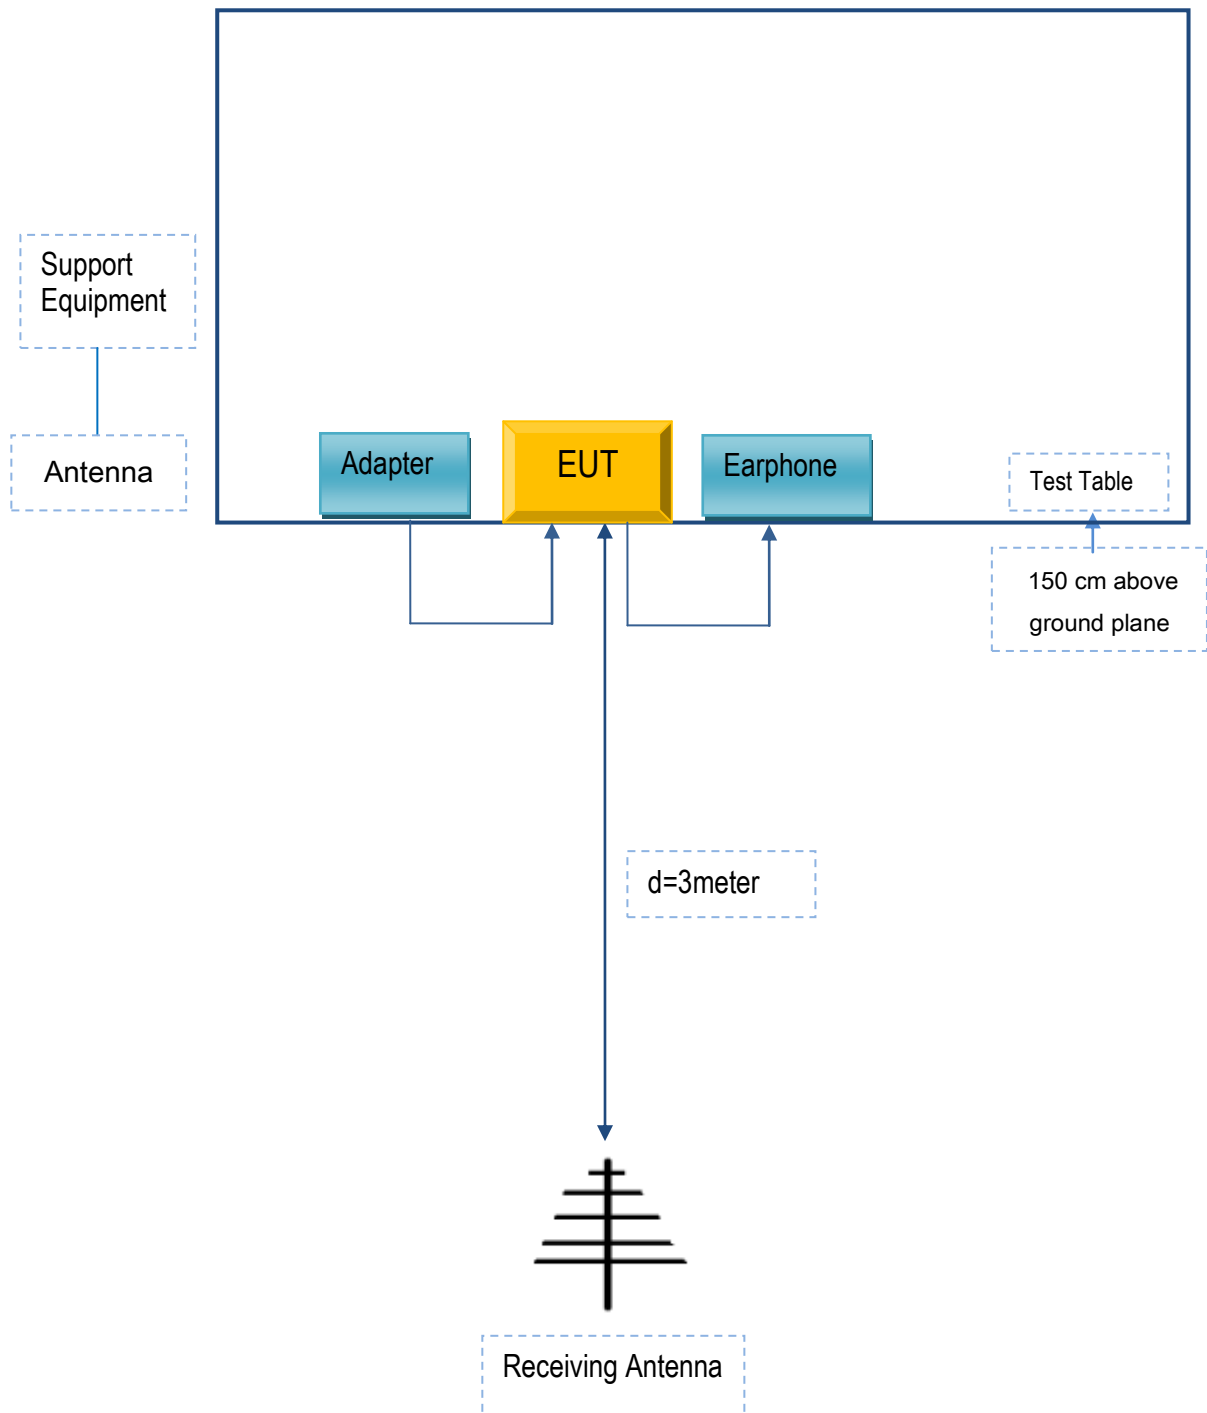 Support
Equipment
Antenna
Adapter
EUT
Earphone
Test Table
150 cm above
ground plane
d=3meter
Receiving Antenna